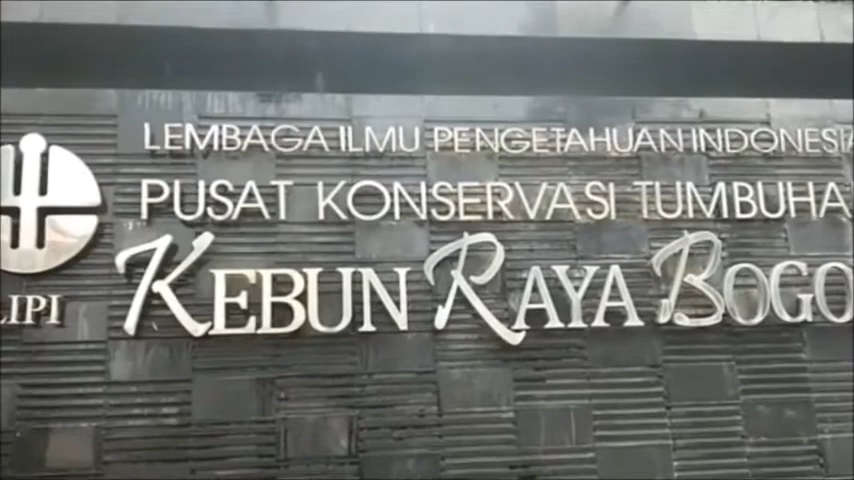 LEMBAGA ILMU PENGETAHUAN INDONESIA
PUSAT KONSERVASI TUMBUHA
KEBUN RAYA BOGO
LIPI